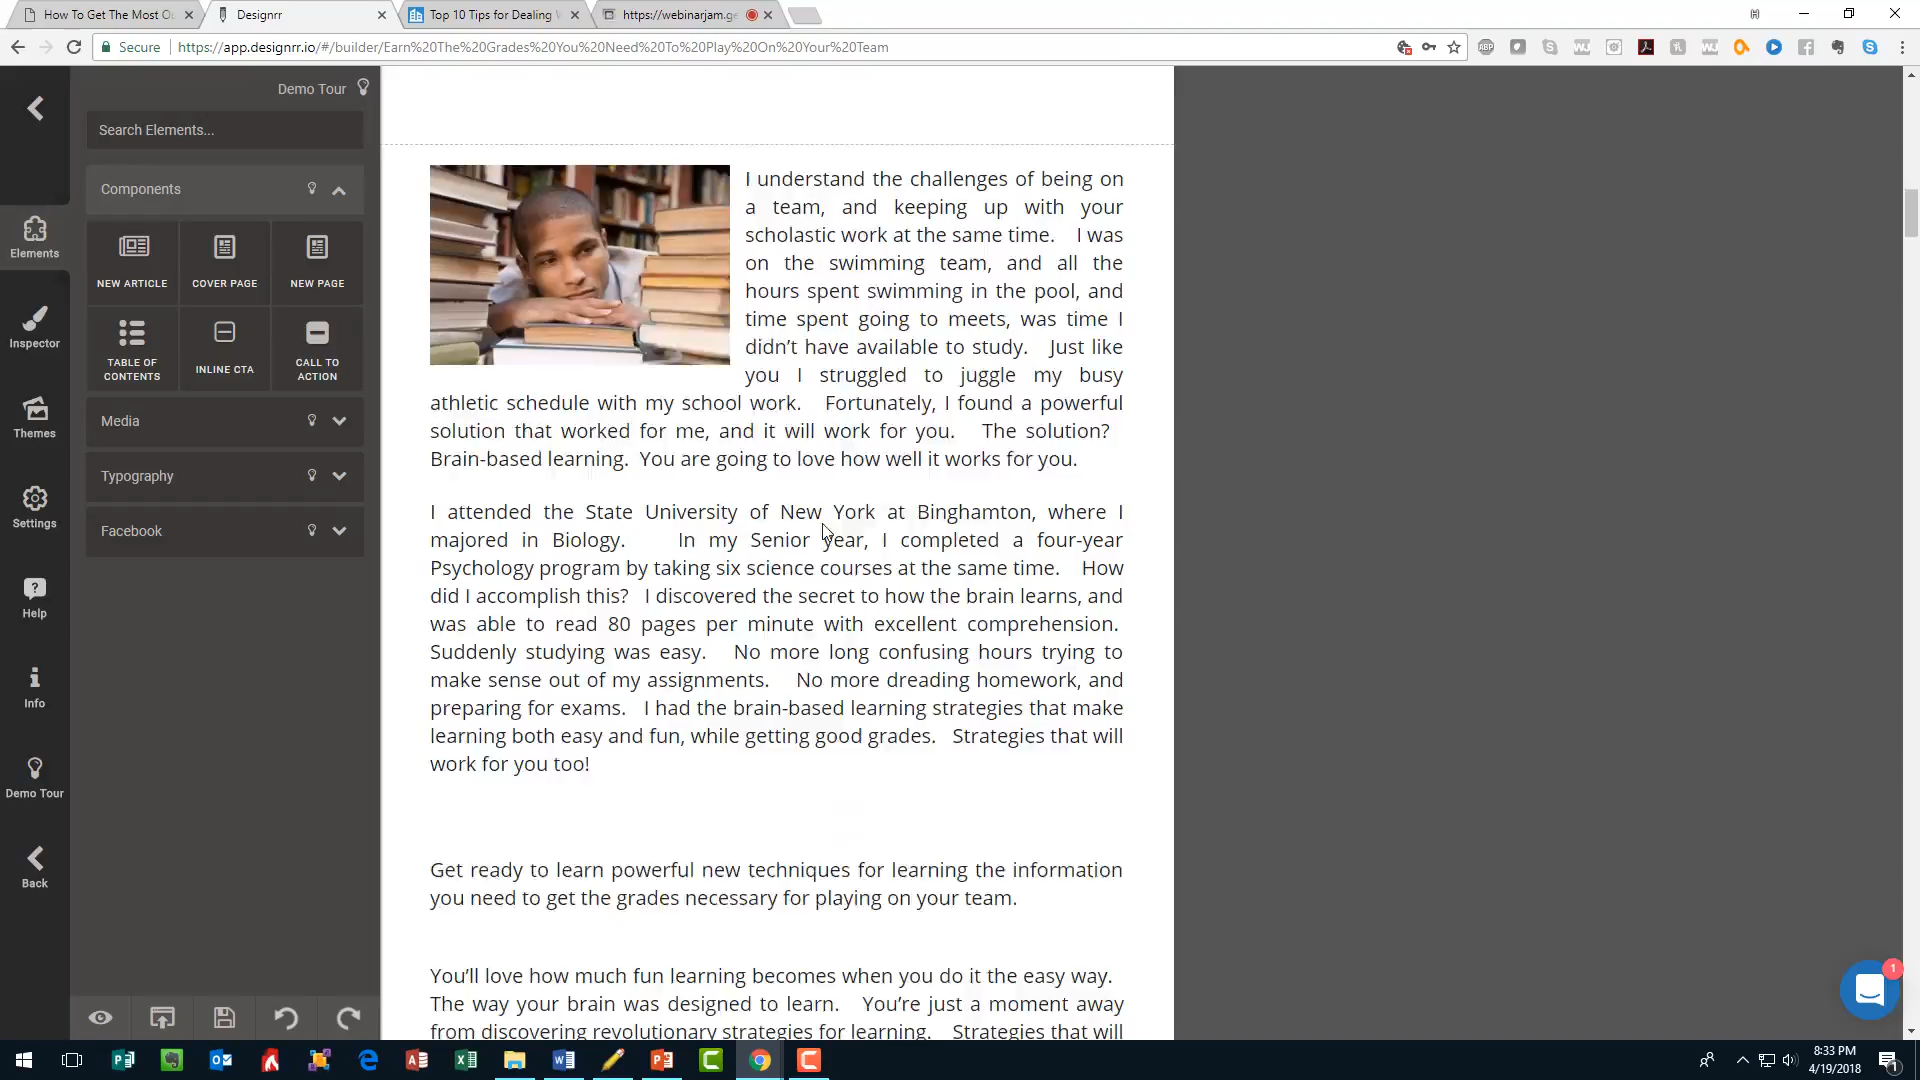 How To Get The Most Ou
Designrr
Top 10 Tips for Dealing W
https://webinarjam.ge
Secure
https://app.designrr.io/#/builder/Earn%20The%20Grades%20You%20Need%20To%20Play%20On%20Your%20Team
ABP
WJ
WJ
Demo Tour
Search Elements...
Components
NEW ARTICLE
COVER PAGE
NEW PAGE
TABLE OF CONTENTS
INLINE CTA
CALL TO ACTION
Media
Typography
Facebook
Elements
Inspector
Themes
Settings
Help
Info
Demo Tour
Back
I understand the challenges of being on
a team, and keeping up with your
scholastic work at the same time. I was
on the swimming team, and all the
hours spent swimming in the pool, and
time spent going to meets, was time I
didn't have available to study. Just like
you I struggled to juggle my busy
athletic schedule with my school work. Fortunately, I found a powerful
solution that worked for me, and it will work for you. The solution?
Brain-based learning. You are going to love how well it works for you.
I attended the State University of New York at Binghamton, where I
majored in Biology. In my Senior year, I completed a four-year
Psychology program by taking six science courses at the same time. How
did I accomplish this? I discovered the secret to how the brain learns, and
was able to read 80 pages per minute with excellent comprehension.
Suddenly studying was easy. No more long confusing hours trying to
make sense out of my assignments. No more dreading homework, and
preparing for exams. I had the brain-based learning strategies that make
learning both easy and fun, while getting good grades. Strategies that will
work for you too!
Get ready to learn powerful new techniques for learning the information
you need to get the grades necessary for playing on your team.
You'll love how much fun learning becomes when you do it the easy way.
The way your brain was designed to learn. You're just a moment away
from discovering revolutionary strategies for learning. Strategies that will
1
8:33 PM
4/19/2018
1